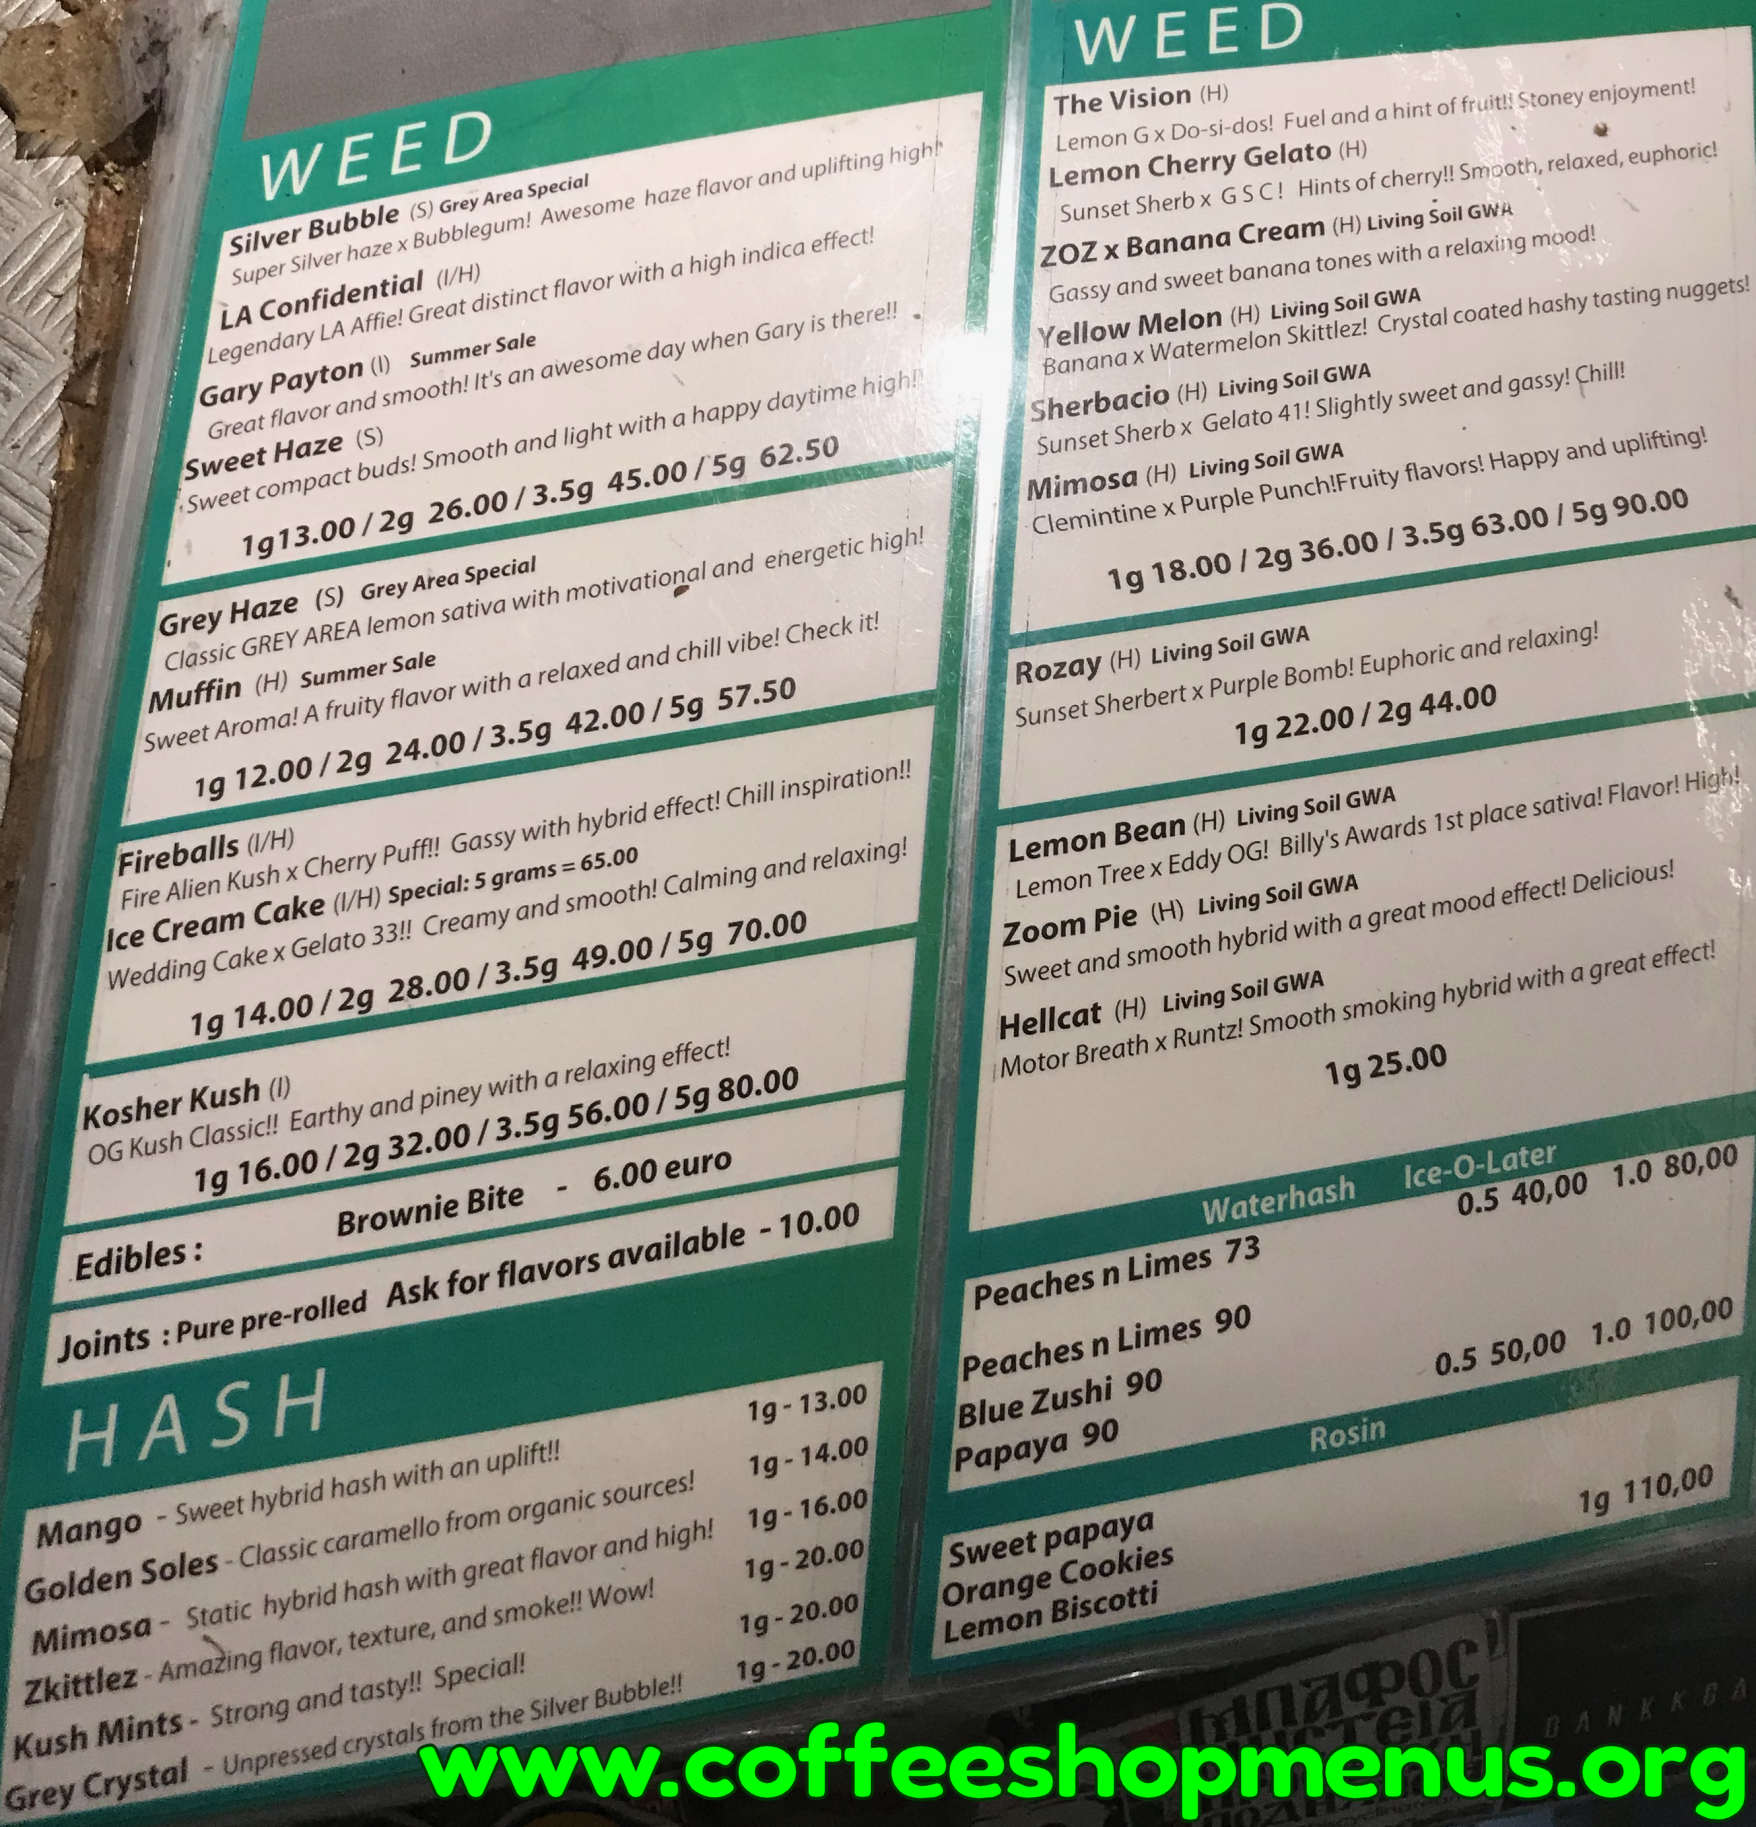 WEED
Silver Bubble (S) Grey Area Special
Super Silver haze x Bubblegum! Awesome haze flavor and uplifting high!
LA Confidential (I/H)
Legendary LA Affie! Great distinct flavor with a high indica effect!
Gary Payton (I) Summer Sale
Great flavor and smooth! It's an awesome day when Gary is there!!
Sweet Haze (S)
Sweet compact buds! Smooth and light with a happy daytime high!
1g13.00 / 2g 26.00 / 3.5g 45.00 / 5g 62.50
Grey Haze (S) Grey Area Special
Classic GREY AREA lemon sativa with motivational and energetic high!
Muffin (H) Summer Sale
Sweet Aroma! A fruity flavor with a relaxed and chill vibe! Check it!
1g 12.00 / 2g 24.00 / 3.5g 42.00 / 5g 57.50
Fireballs (I/H)
Fire Alien Kush x Cherry Puff!! Gassy with hybrid effect! Chill inspiration!!
Ice Cream Cake (I/H) Special: 5 grams = 65.00
Wedding Cake x Gelato 33!! Creamy and smooth! Calming and relaxing!
1g 14.00 / 2g 28.00 / 3.5g 49.00 / 5g 70.00
Kosher Kush (I)
OG Kush Classic!! Earthy and piney with a relaxing effect!
1g 16.00 / 2g 32.00 / 3.5g 56.00 / 5g 80.00
Edibles : Brownie Bite - 6.00 euro
Joints : Pure pre-rolled Ask for flavors available - 10.00
HASH
Mango - Sweet hybrid hash with an uplift!! 1g - 13.00
Golden Soles - Classic caramello from organic sources! 1g - 14.00
Mimosa - Static hybrid hash with great flavor and high! 1g - 16.00
Zkittlez - Amazing flavor, texture, and smoke!! Wow! 1g - 20.00
Kush Mints - Strong and tasty!! Special! 1g - 20.00
Grey Crystal - Unpressed crystals from the Silver Bubble!! 1g - 20.00
WEED
The Vision (H)
Lemon G x Do-si-dos! Fuel and a hint of fruit!! Stoney enjoyment!
Lemon Cherry Gelato (H)
Sunset Sherb x G S C ! Hints of cherry!! Smooth, relaxed, euphoric!
ZOZ x Banana Cream (H) Living Soil GWA
Gassy and sweet banana tones with a relaxing mood!
Yellow Melon (H) Living Soil GWA
Banana x Watermelon Skittlez! Crystal coated hashy tasting nuggets!
Sherbacio (H) Living Soil GWA
Sunset Sherb x Gelato 41! Slightly sweet and gassy! Chill!
Mimosa (H) Living Soil GWA
Clemintine x Purple Punch!Fruity flavors! Happy and uplifting!
1g 18.00 / 2g 36.00 / 3.5g 63.00 / 5g 90.00
Rozay (H) Living Soil GWA
Sunset Sherbert x Purple Bomb! Euphoric and relaxing!
1g 22.00 / 2g 44.00
Lemon Bean (H) Living Soil GWA
Lemon Tree x Eddy OG! Billy's Awards 1st place sativa! Flavor! High!
Zoom Pie (H) Living Soil GWA
Sweet and smooth hybrid with a great mood effect! Delicious!
Hellcat (H) Living Soil GWA
Motor Breath x Runtz! Smooth smoking hybrid with a great effect!
1g 25.00
Waterhash Ice-O-Later
Peaches n Limes 73 0.5 40,00 1.0 80,00
Peaches n Limes 90
Blue Zushi 90 0.5 50,00 1.0 100,00
Papaya 90
Rosin
Sweet papaya 1g 110,00
Orange Cookies
Lemon Biscotti
www.coffeeshopmenus.org